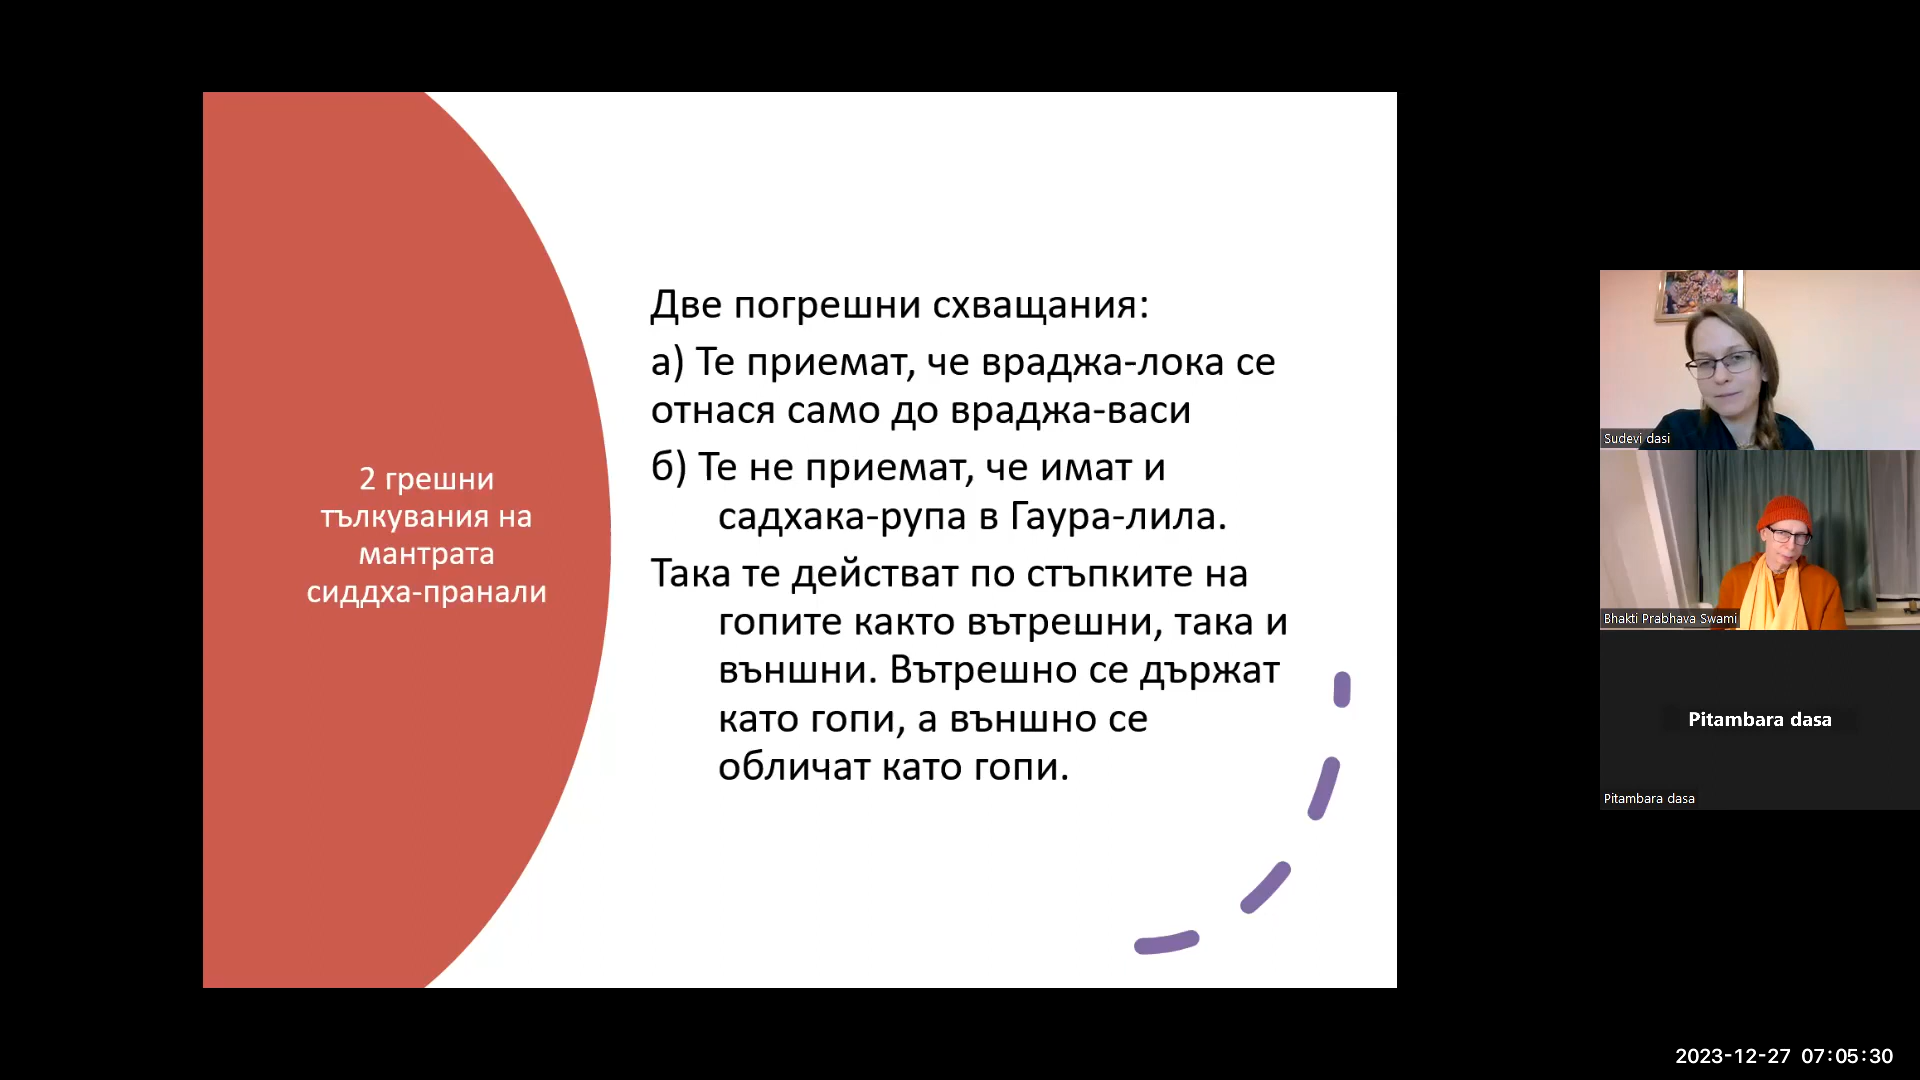 2 грешни
тълкувания на
мантрата
сиддха-пранали
Две погрешни схващания:
а) Те приемат, че враджа-лока се
отнася само до враджа-васи
б) Те не приемат, че имат и
садхака-рупа в Гаура-лила.
Така те действат по стъпките на
гопите както вътрешни, така и
външни. Вътрешно се държат
като гопи, а външно се
обличат като гопи.
Sudevi dasi
Bhakti Prabhava Swami
Pitambara dasa
Pitambara dasa
2023-12-27 07:05:30